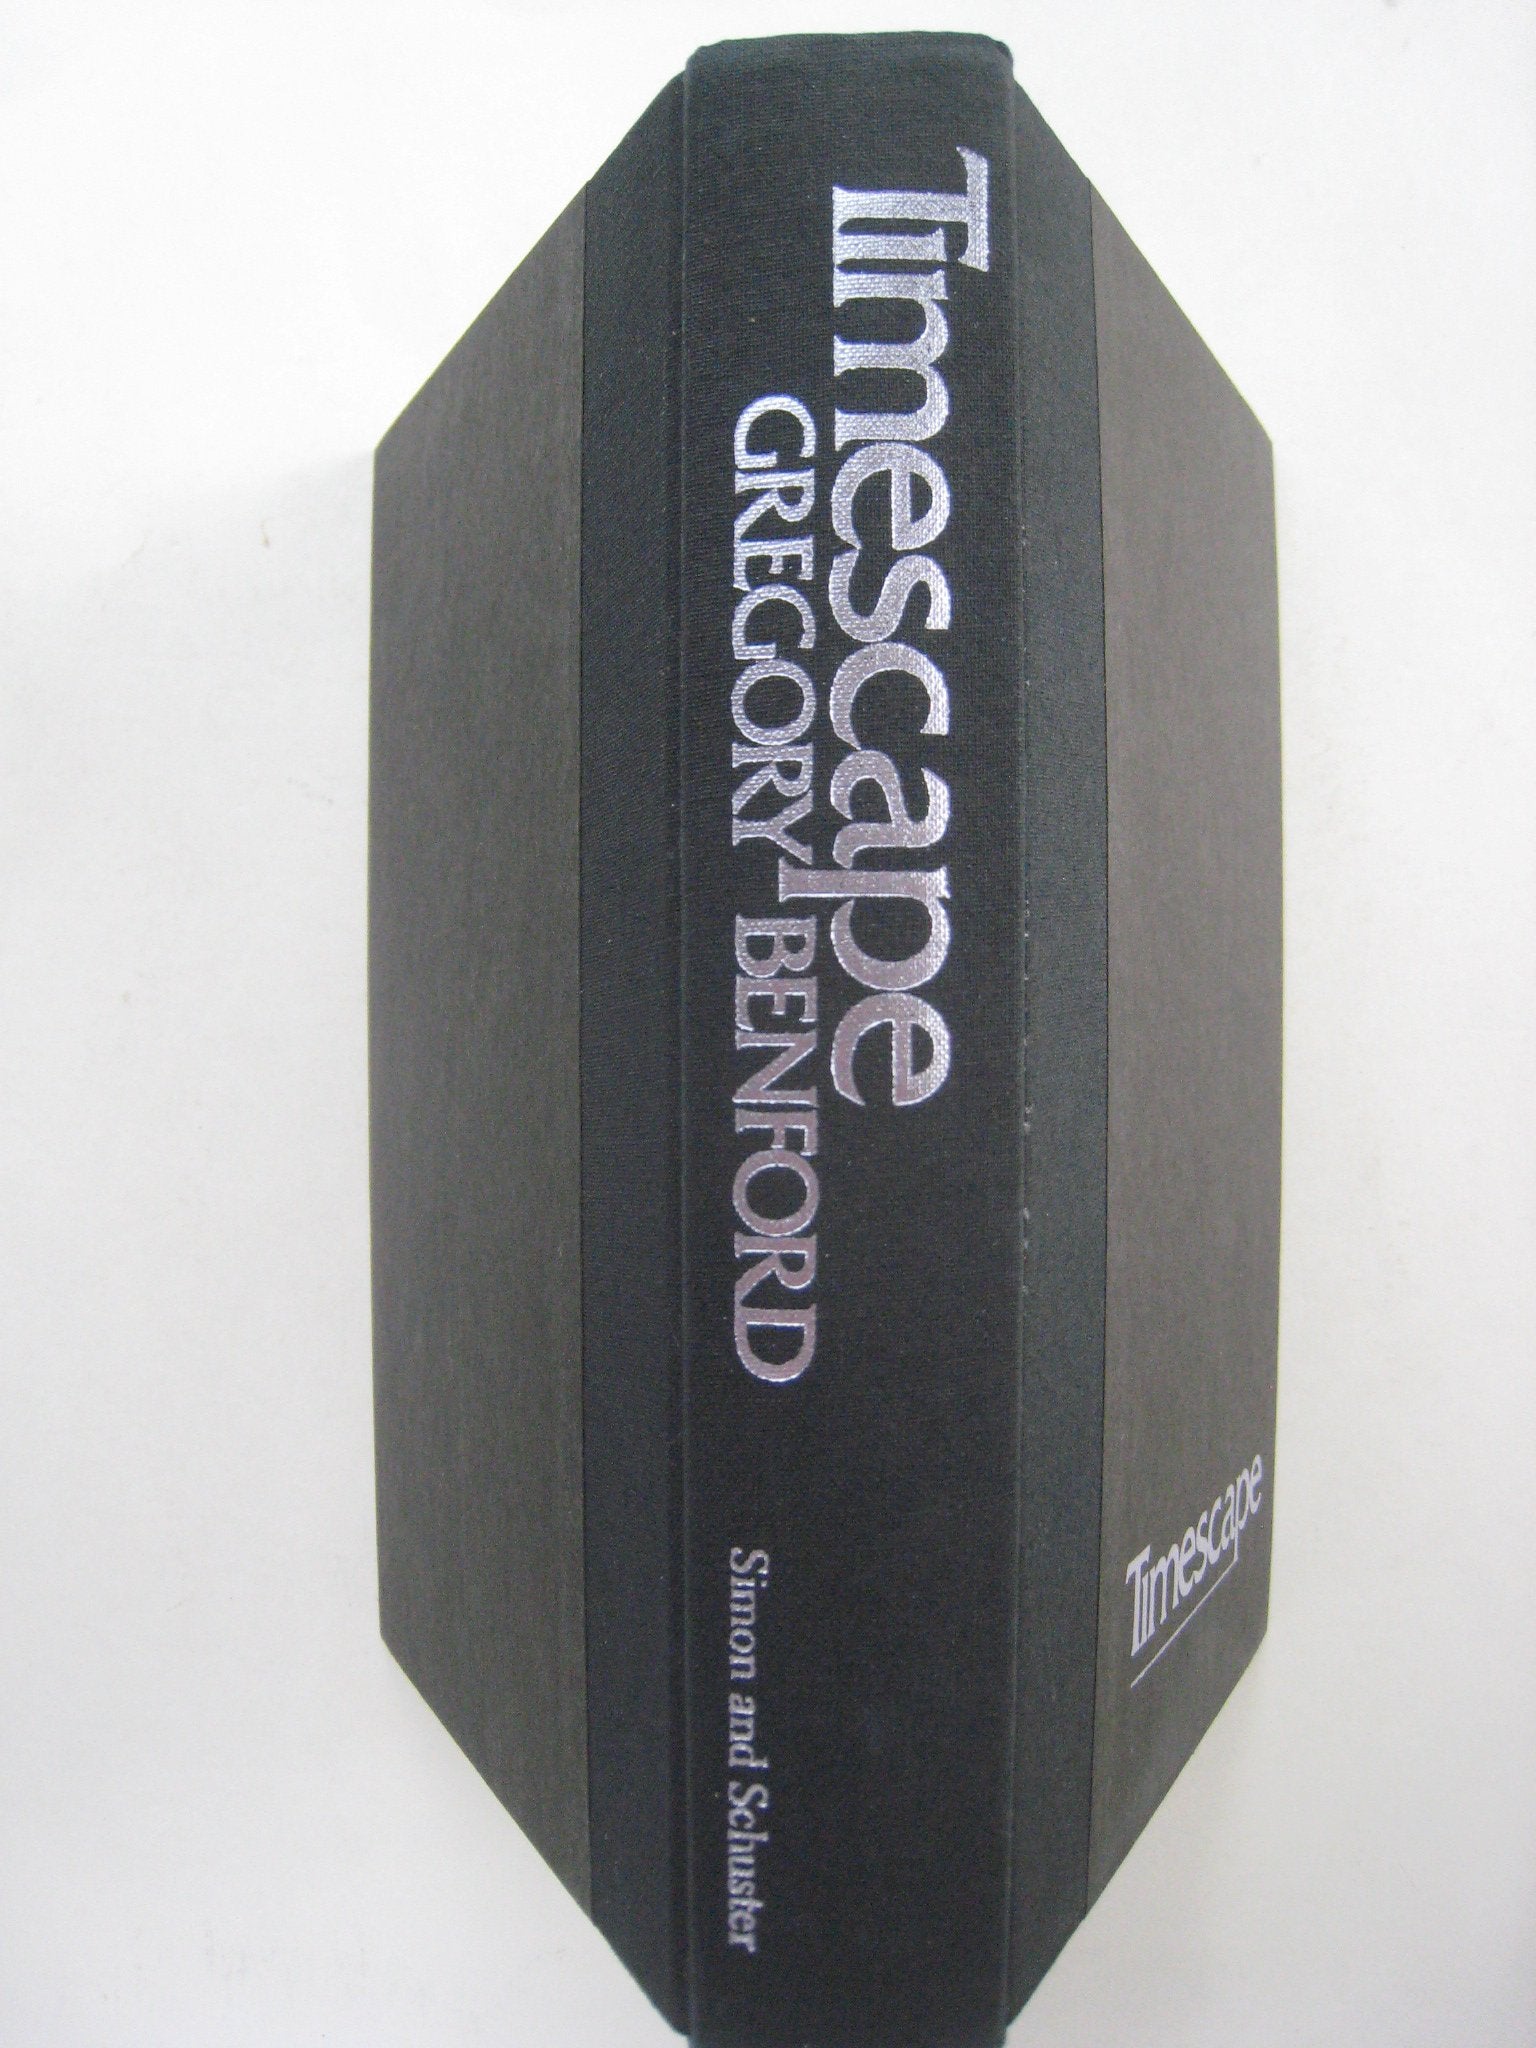 Timescape
GREGORY BENFORD
Simon and Schuster
Timescape